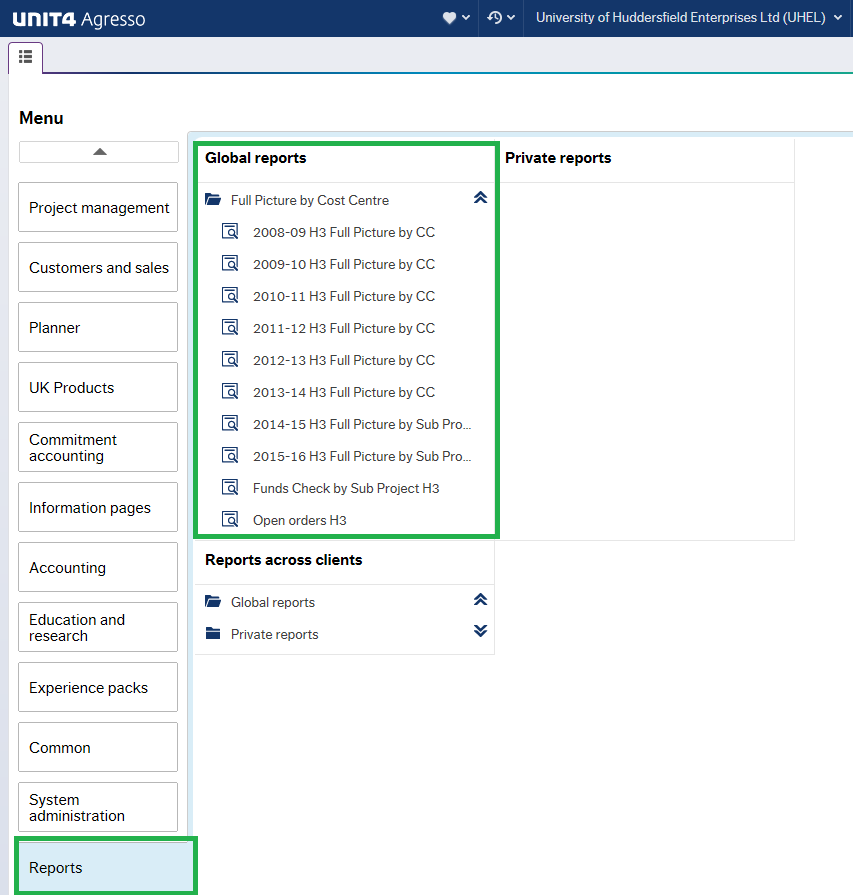 UNIT4 Agresso
University of Huddersfield Enterprises Ltd (UHEL)
Menu
Project management
Customers and sales
Planner
UK Products
Commitment
accounting
Information pages
Accounting
Education and
research
Experience packs
Common
System
administration
Reports
Global reports
Full Picture by Cost Centre
2008-09 H3 Full Picture by CC
2009-10 H3 Full Picture by CC
2010-11 H3 Full Picture by CC
2011-12 H3 Full Picture by CC
2012-13 H3 Full Picture by CC
2013-14 H3 Full Picture by CC
2014-15 H3 Full Picture by Sub Pro...
2015-16 H3 Full Picture by Sub Pro...
Funds Check by Sub Project H3
Open orders H3
Private reports
Reports across clients
Global reports
Private reports